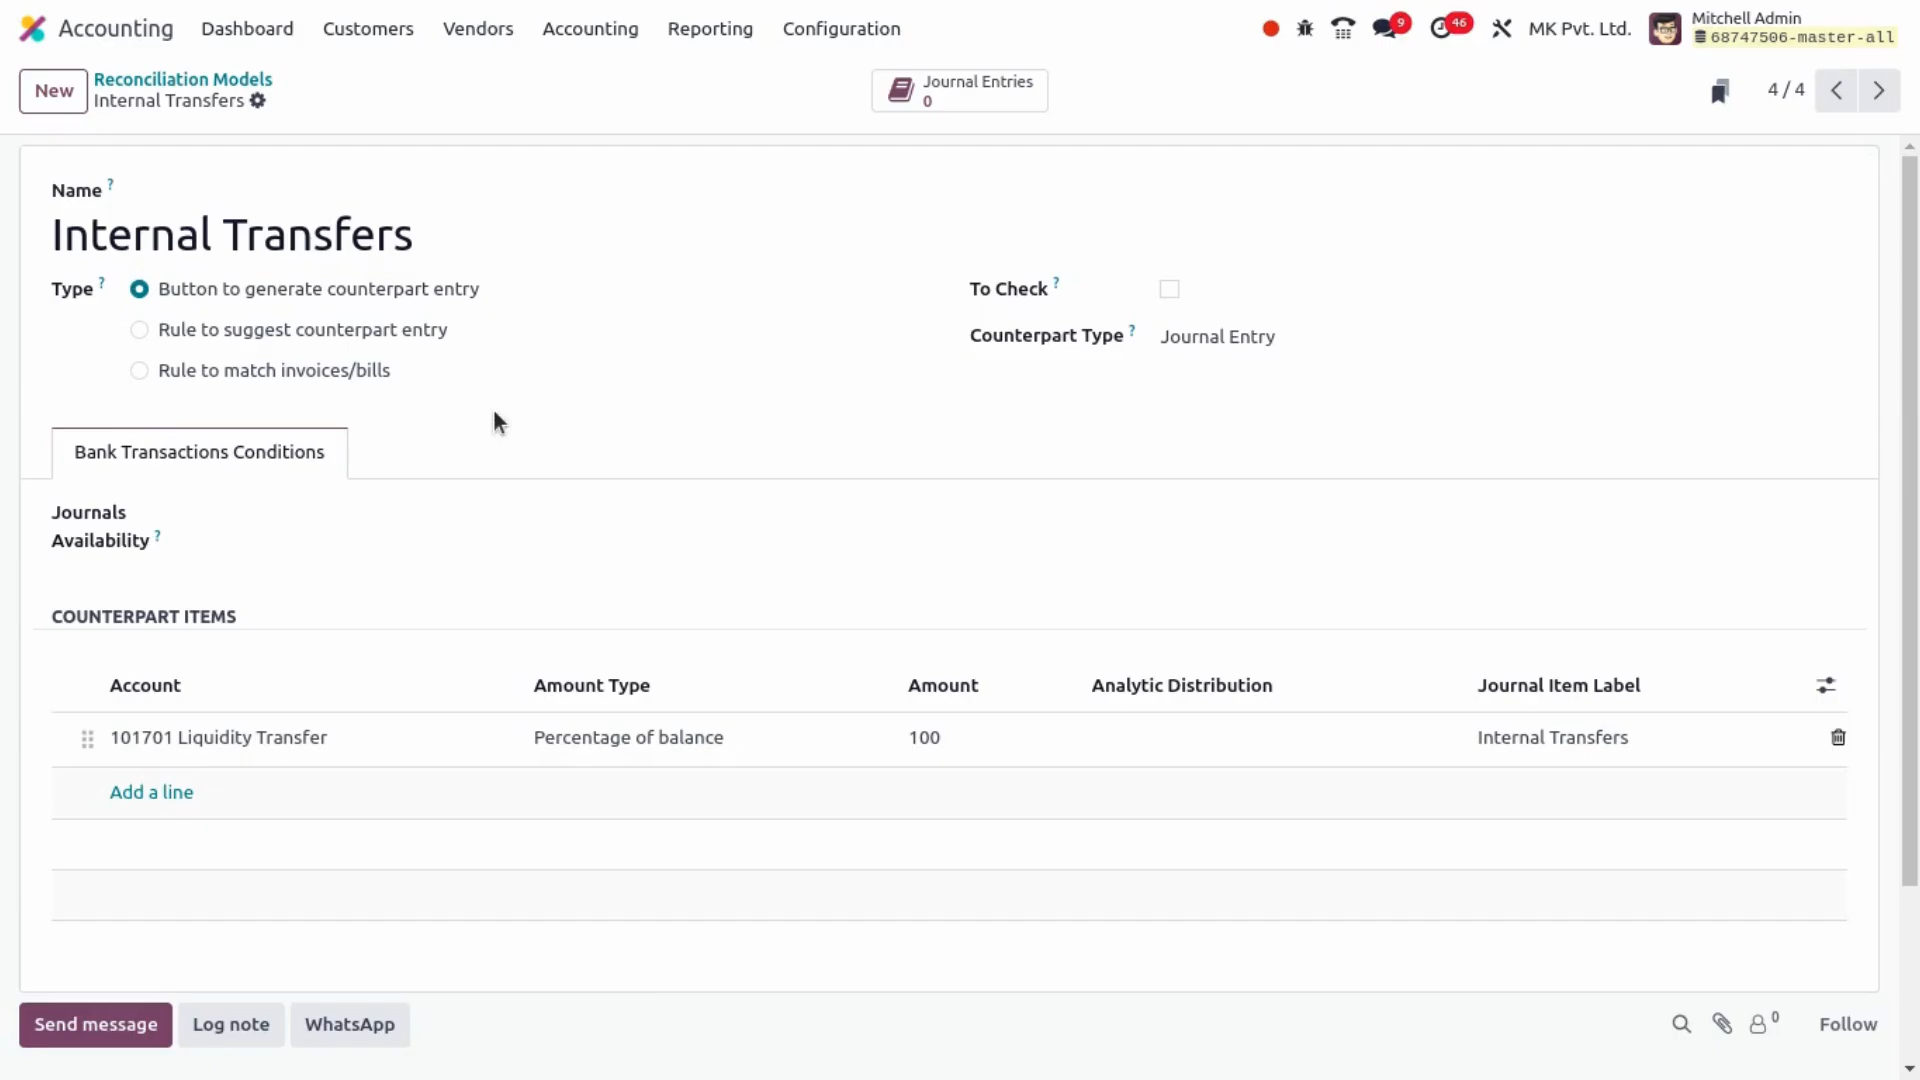 Accounting Dashboard Customers Vendors Accounting Reporting Configuration 9 46 MK Pvt. Ltd. Mitchell Admin
68747506-master-all
New Reconciliation Models Journal Entries 4 / 4
Internal Transfers 0
Name ?
Internal Transfers
Type ? Button to generate counterpart entry To Check ?
Rule to suggest counterpart entry Counterpart Type ? Journal Entry
Rule to match invoices/bills
Bank Transactions Conditions
Journals
Availability ?
COUNTERPART ITEMS
Account Amount Type Amount Analytic Distribution Journal Item Label
101701 Liquidity Transfer Percentage of balance 100 Internal Transfers
Add a line
Send message Log note WhatsApp 0 Follow